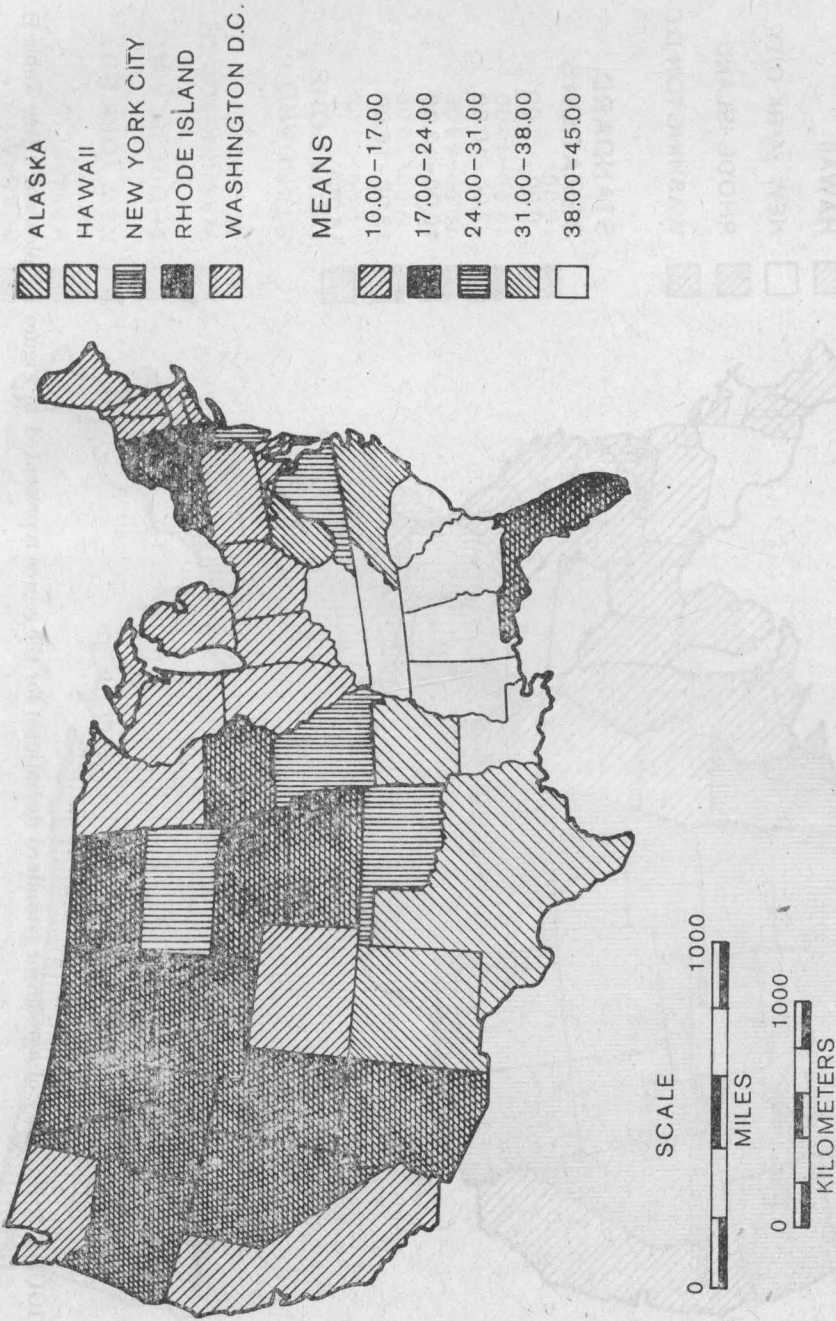 ALASKA
HAWAII
NEW YORK CITY
RHODE ISLAND
WASHINGTON D.C.
MEANS
10.00–17.00
17.00–24.00
24.00–31.00
31.00–38.00
38.00–45.00
SCALE
0 1000
MILES
0 1000
KILOMETERS